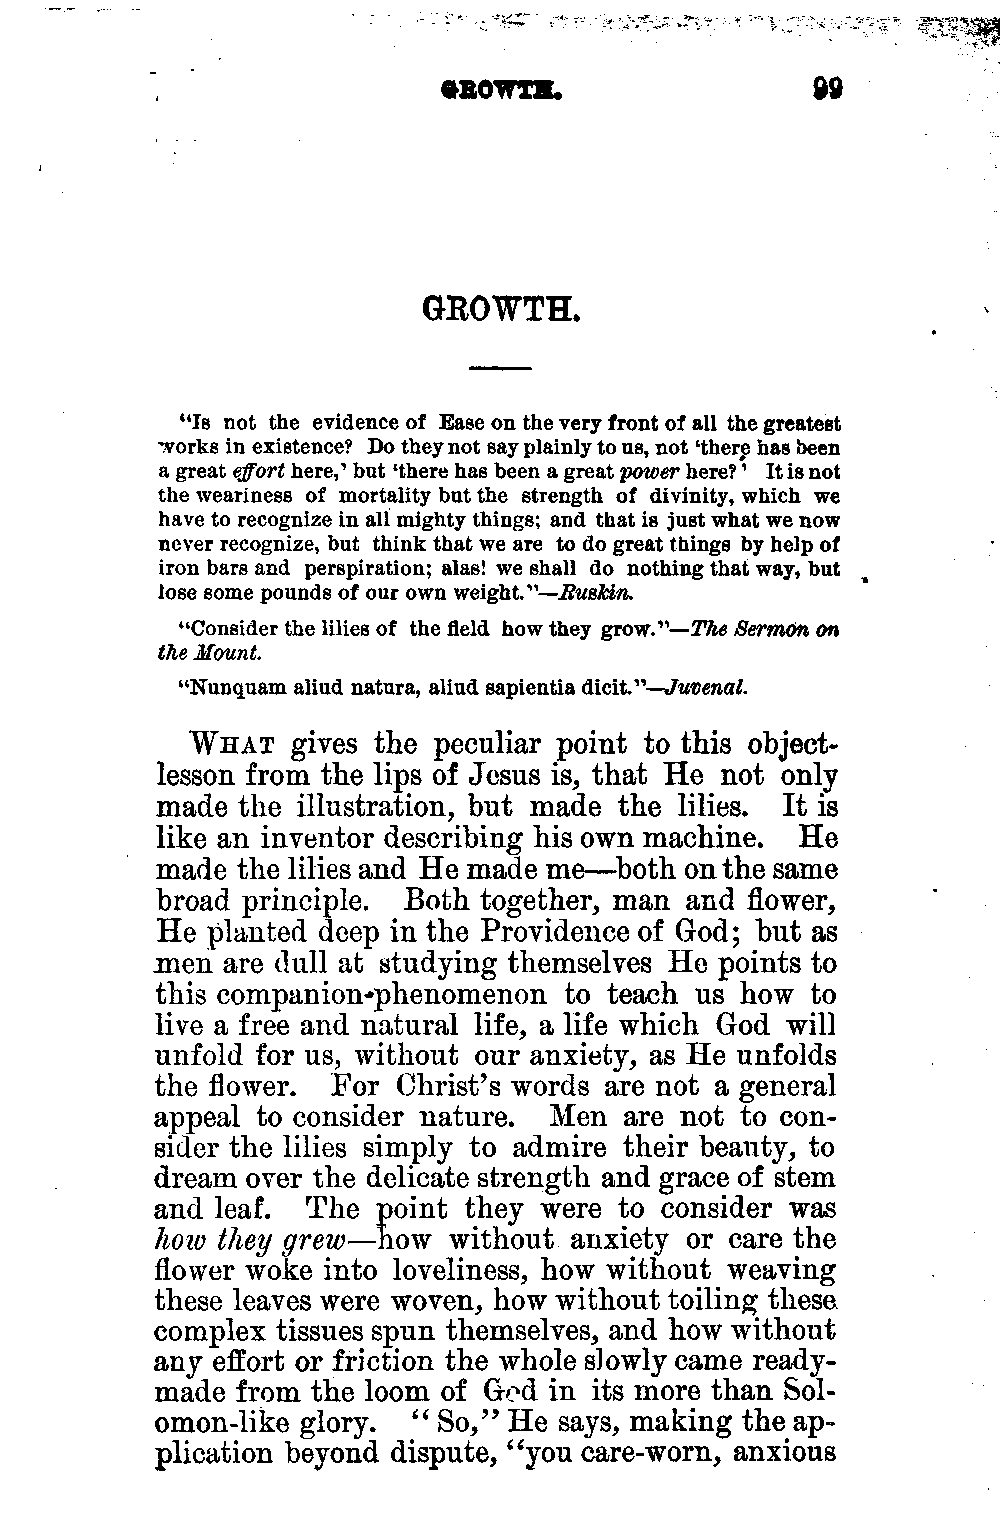 GROWTH. 99
GROWTH.
“Is not the evidence of Ease on the very front of all the greatest
works in existence? Do they not say plainly to us, not ‘there has been
a great effort here,’ but ‘there has been a great power here?’ It is not
the weariness of mortality but the strength of divinity, which we
have to recognize in all mighty things; and that is just what we now
never recognize, but think that we are to do great things by help of
iron bars and perspiration; alas! we shall do nothing that way, but
lose some pounds of our own weight.”—Ruskin.
“Consider the lilies of the field how they grow.”—The Sermon on
the Mount.
“Nunquam aliud natura, aliud sapientia dicit.”—Juvenal.
WHAT gives the peculiar point to this object-
lesson from the lips of Jesus is, that He not only
made the illustration, but made the lilies. It is
like an inventor describing his own machine. He
made the lilies and He made me—both on the same
broad principle. Both together, man and flower,
He planted deep in the Providence of God; but as
men are dull at studying themselves He points to
this companion-phenomenon to teach us how to
live a free and natural life, a life which God will
unfold for us, without our anxiety, as He unfolds
the flower. For Christ’s words are not a general
appeal to consider nature. Men are not to con-
sider the lilies simply to admire their beauty, to
dream over the delicate strength and grace of stem
and leaf. The point they were to consider was
how they grew—how without anxiety or care the
flower woke into loveliness, how without weaving
these leaves were woven, how without toiling these
complex tissues spun themselves, and how without
any effort or friction the whole slowly came ready-
made from the loom of God in its more than Sol-
omon-like glory. “So,” He says, making the ap-
plication beyond dispute, “you care-worn, anxious